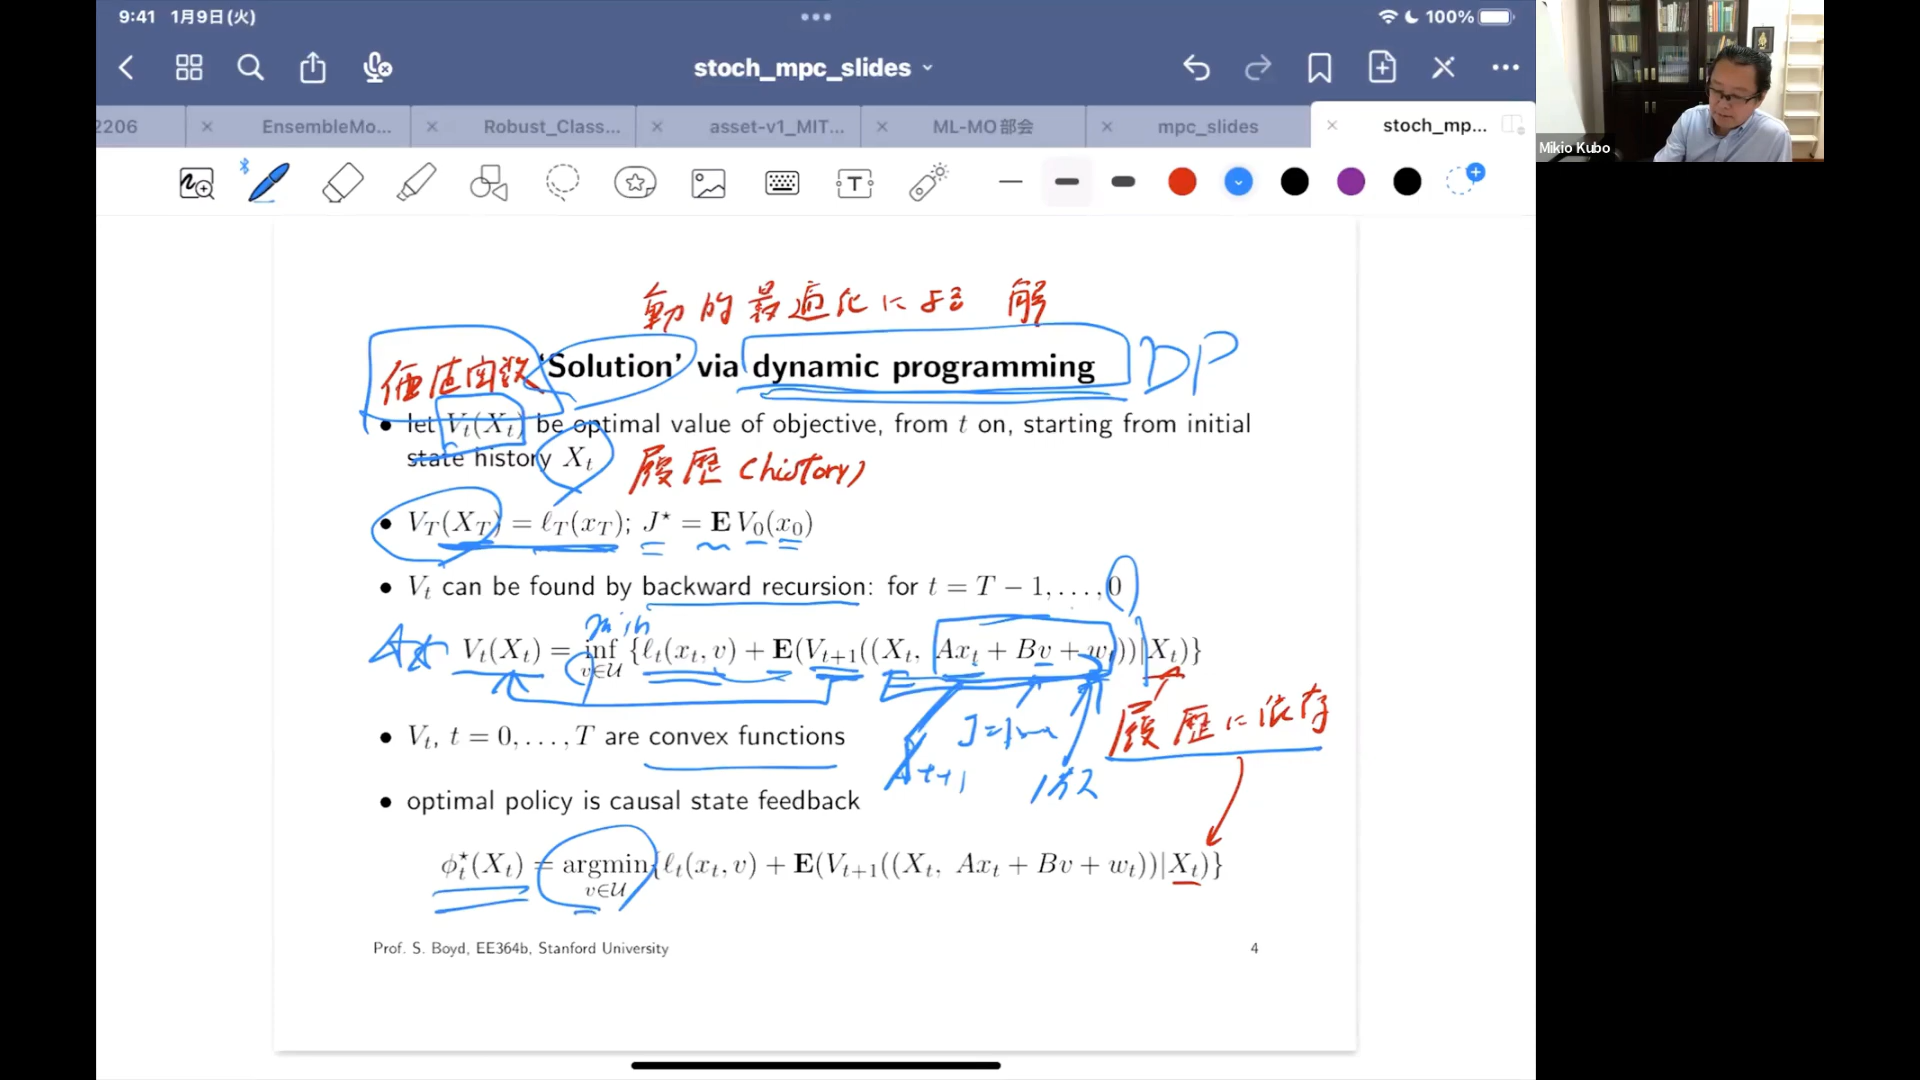 9:41 1月9日(火)
100%
stoch_mpc_slides
2206 EnsembleMo... Robust_Class... asset-v1_MIT... ML-MO部会 mpc_slides stoch_mp...
Mikio Kubo
動的最適化による 解
価値関数 ‘Solution’ via dynamic programming DP
• let V_t(X_t) be optimal value of objective, from t on, starting from initial
state history X_t 履歴 (history)
• V_T(X_T) = ℓ_T(x_T); J* = E V_0(x_0)
• V_t can be found by backward recursion: for t = T − 1, . . . , 0
min
V_t(X_t) = inf {ℓ_t(x_t, v) + E(V_{t+1}((X_t, Ax_t + Bv + w_t))|X_t)}
v∈U
履歴に依存
• V_t, t = 0, . . . , T are convex functions
t+1
• optimal policy is causal state feedback
φ_t*(X_t) = argmin{ℓ_t(x_t, v) + E(V_{t+1}((X_t, Ax_t + Bv + w_t))|X_t)}
v∈U
Prof. S. Boyd, EE364b, Stanford University 4